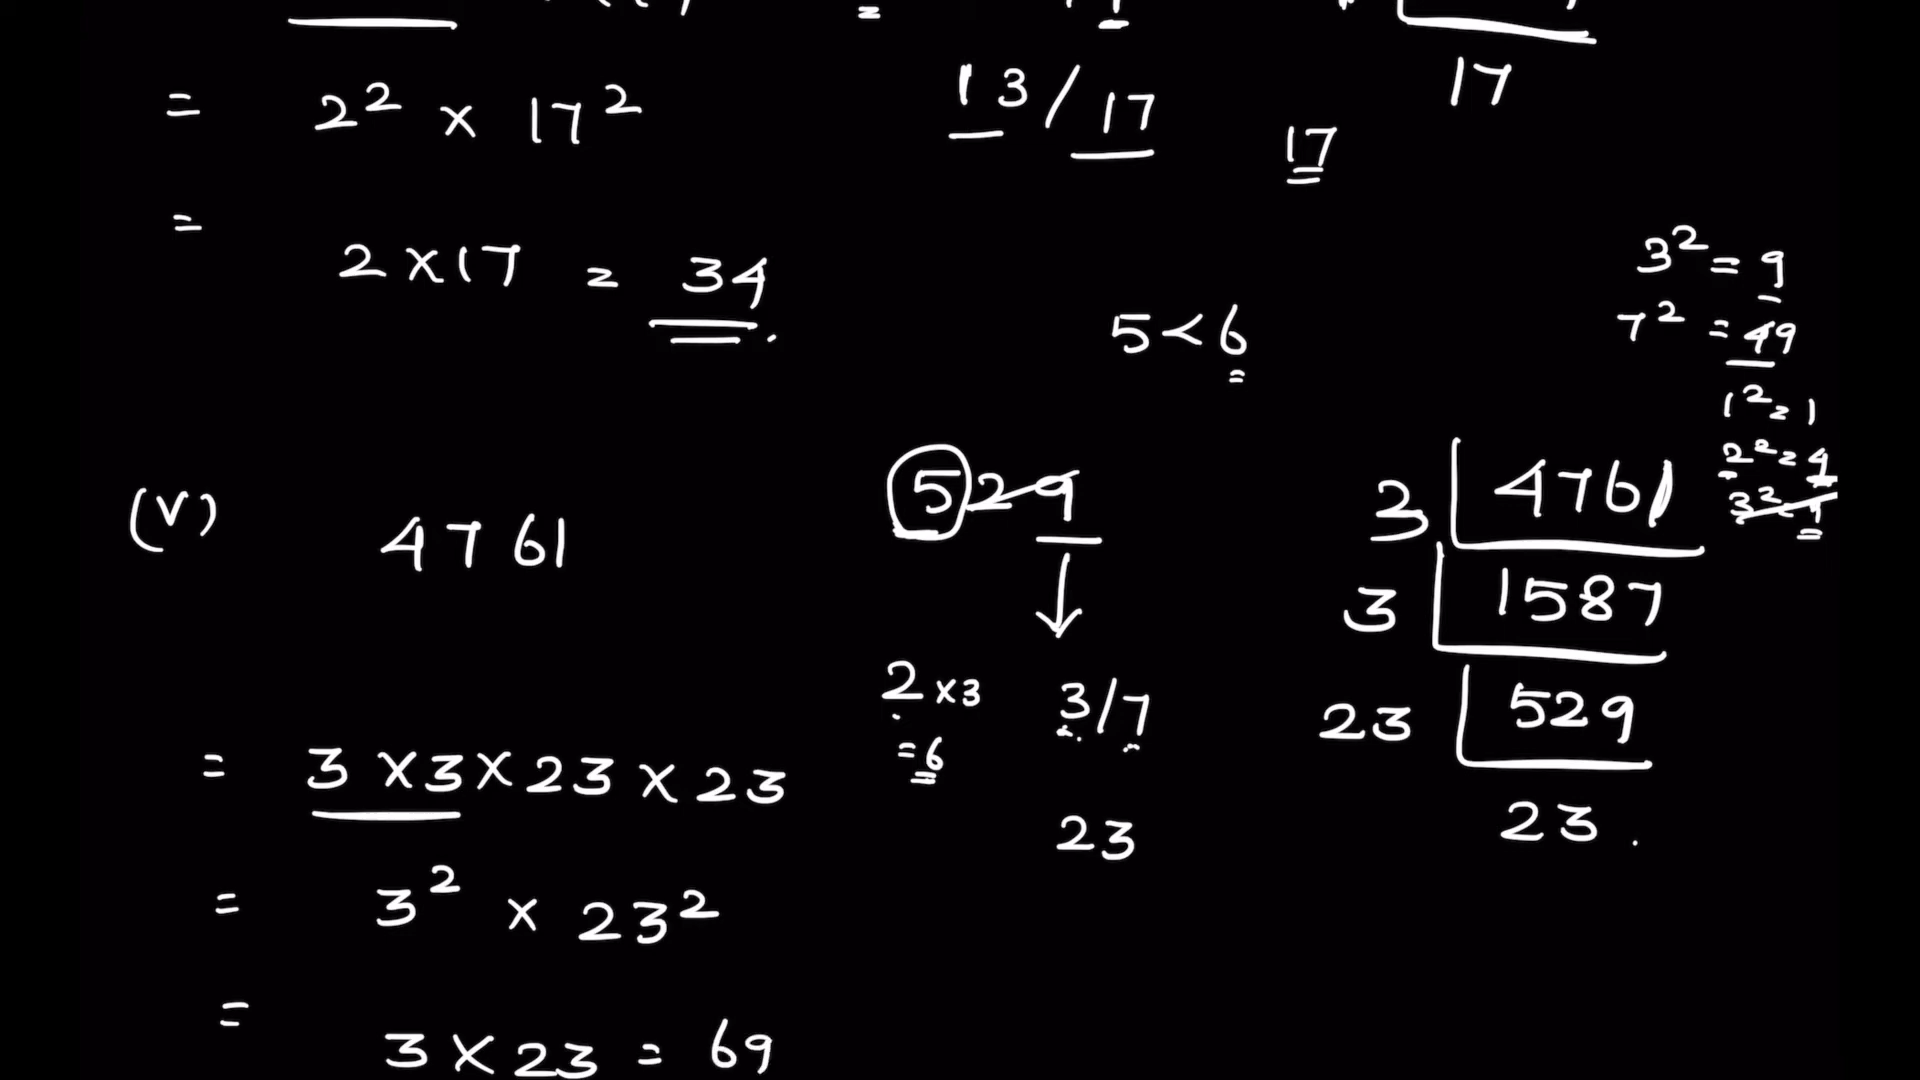 = 2² × 17²
13/17
17
17
=
2 × 17 = 34.
5 < 6
3² = 9
7² = 49
1² = 1
2² = 4
(V) 4761
529
3 | 4761
3 | 1587
23 | 529
23.
2 × 3
= 6
3/7
23
= 3 × 3 × 23 × 23
= 3² × 23²
= 3 × 23 = 69